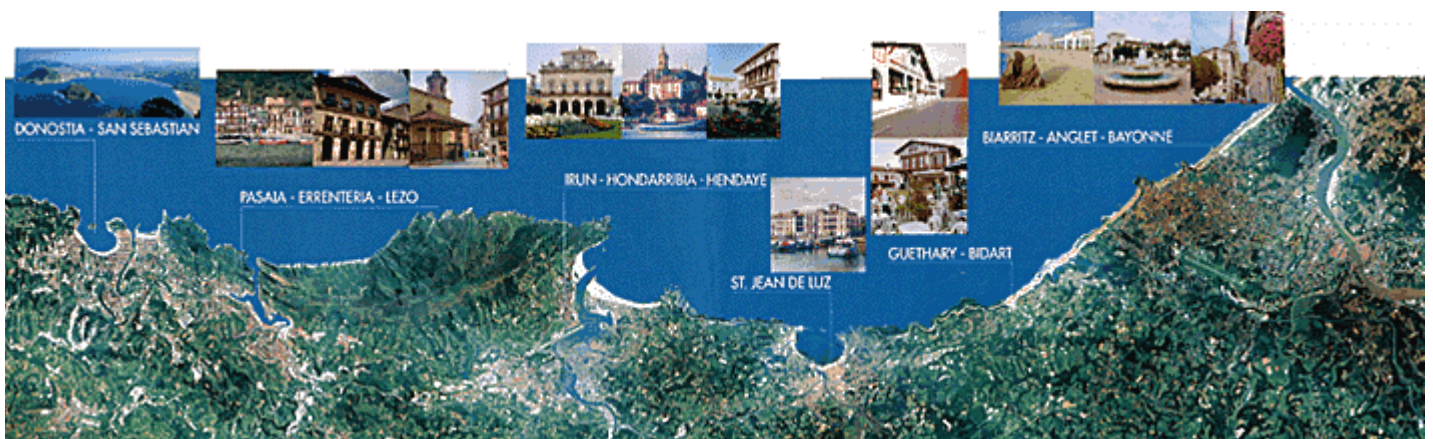 DONOSTIA - SAN SEBASTIAN
PASAIA - ERRENTERIA - LEZO
IRUN - HONDARRIBIA - HENDAYE
ST. JEAN DE LUZ
GUETHARY - BIDART
BIARRITZ - ANGLET - BAYONNE